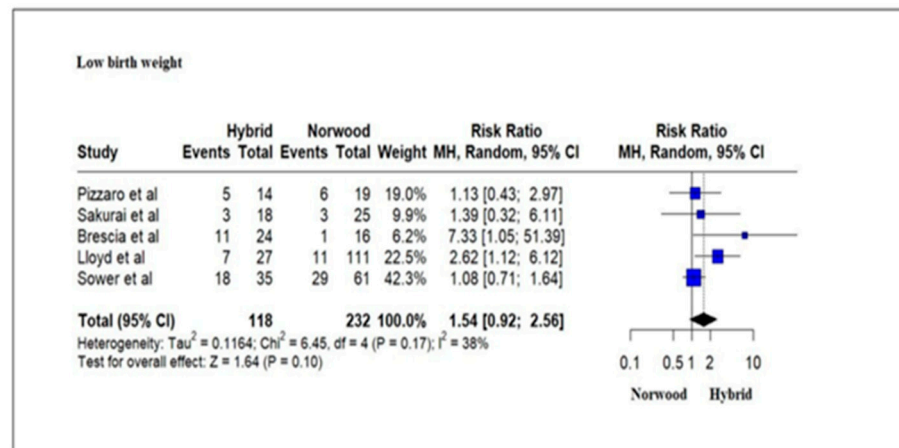 Low birth weight
Hybrid Norwood Risk Ratio Risk Ratio
Study Events Total Events Total Weight MH, Random, 95% CI MH, Random, 95% CI
Pizzaro et al 5 14 6 19 19.0% 1.13 [0.43; 2.97]
Sakurai et al 3 18 3 25 9.9% 1.39 [0.32; 6.11]
Brescia et al 11 24 1 16 6.2% 7.33 [1.05; 51.39]
Lloyd et al 7 27 11 111 22.5% 2.62 [1.12; 6.12]
Sower et al 18 35 29 61 42.3% 1.08 [0.71; 1.64]
Total (95% CI) 118 232 100.0% 1.54 [0.92; 2.56]
Heterogeneity: Tau² = 0.1164; Chi² = 6.45, df = 4 (P = 0.17); I² = 38%
Test for overall effect: Z = 1.64 (P = 0.10)
0.1 0.5 1 2 10
Norwood Hybrid